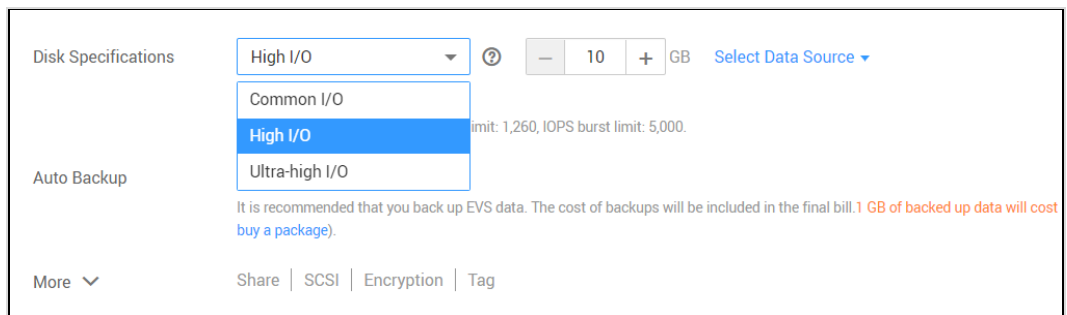 Disk Specifications High I/O 10 GB Select Data Source
Common I/O
High I/O imit: 1,260, IOPS burst limit: 5,000.
Ultra-high I/O
Auto Backup
It is recommended that you back up EVS data. The cost of backups will be included in the final bill.1 GB of backed up data will cost
buy a package).
More Share | SCSI | Encryption | Tag